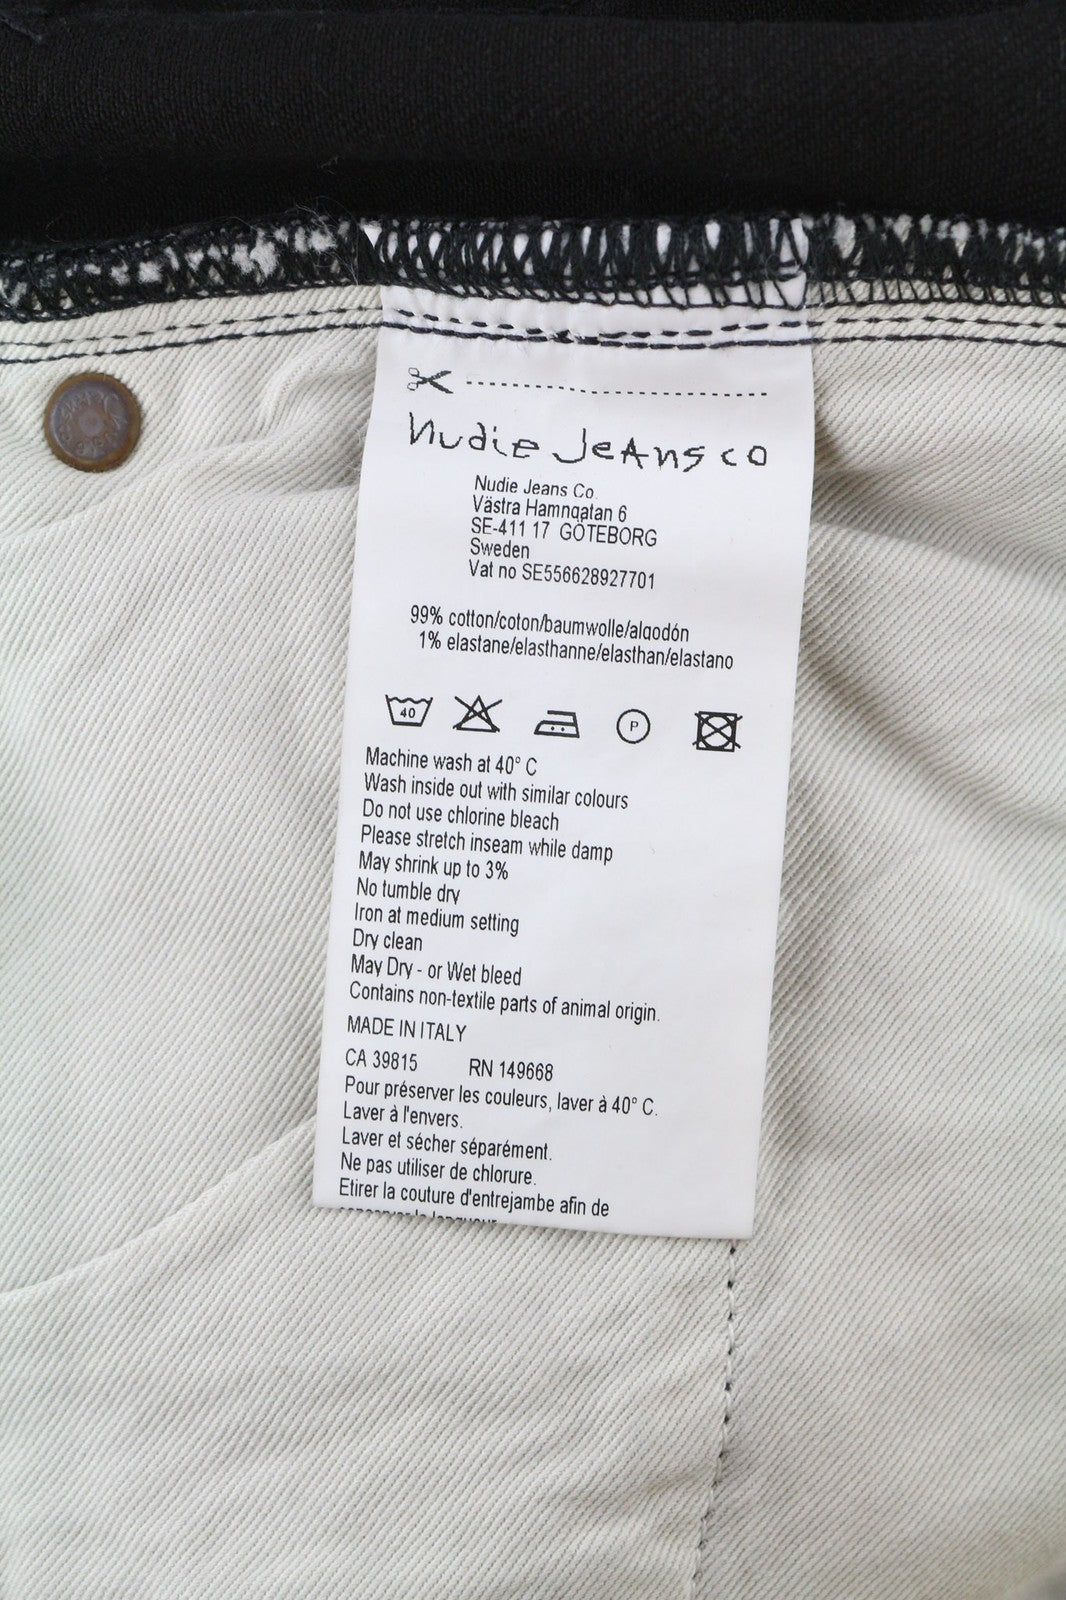 Nudie Jeans co
Nudie Jeans Co.
Västra Hamngatan 6
SE-411 17 GÖTEBORG
Sweden
Vat no SE556628927701
99% cotton/coton/baumwolle/algodón
1% elastane/elasthanne/elasthan/elastano
40
P
Machine wash at 40° C
Wash inside out with similar colours
Do not use chlorine bleach
Please stretch inseam while damp
May shrink up to 3%
No tumble dry
Iron at medium setting
Dry clean
May Dry - or Wet bleed
Contains non-textile parts of animal origin.
MADE IN ITALY
CA 39815 RN 149668
Pour préserver les couleurs, laver à 40° C.
Laver à l'envers.
Laver et sécher séparément.
Ne pas utiliser de chlorure.
Etirer la couture d'entrejambe afin de